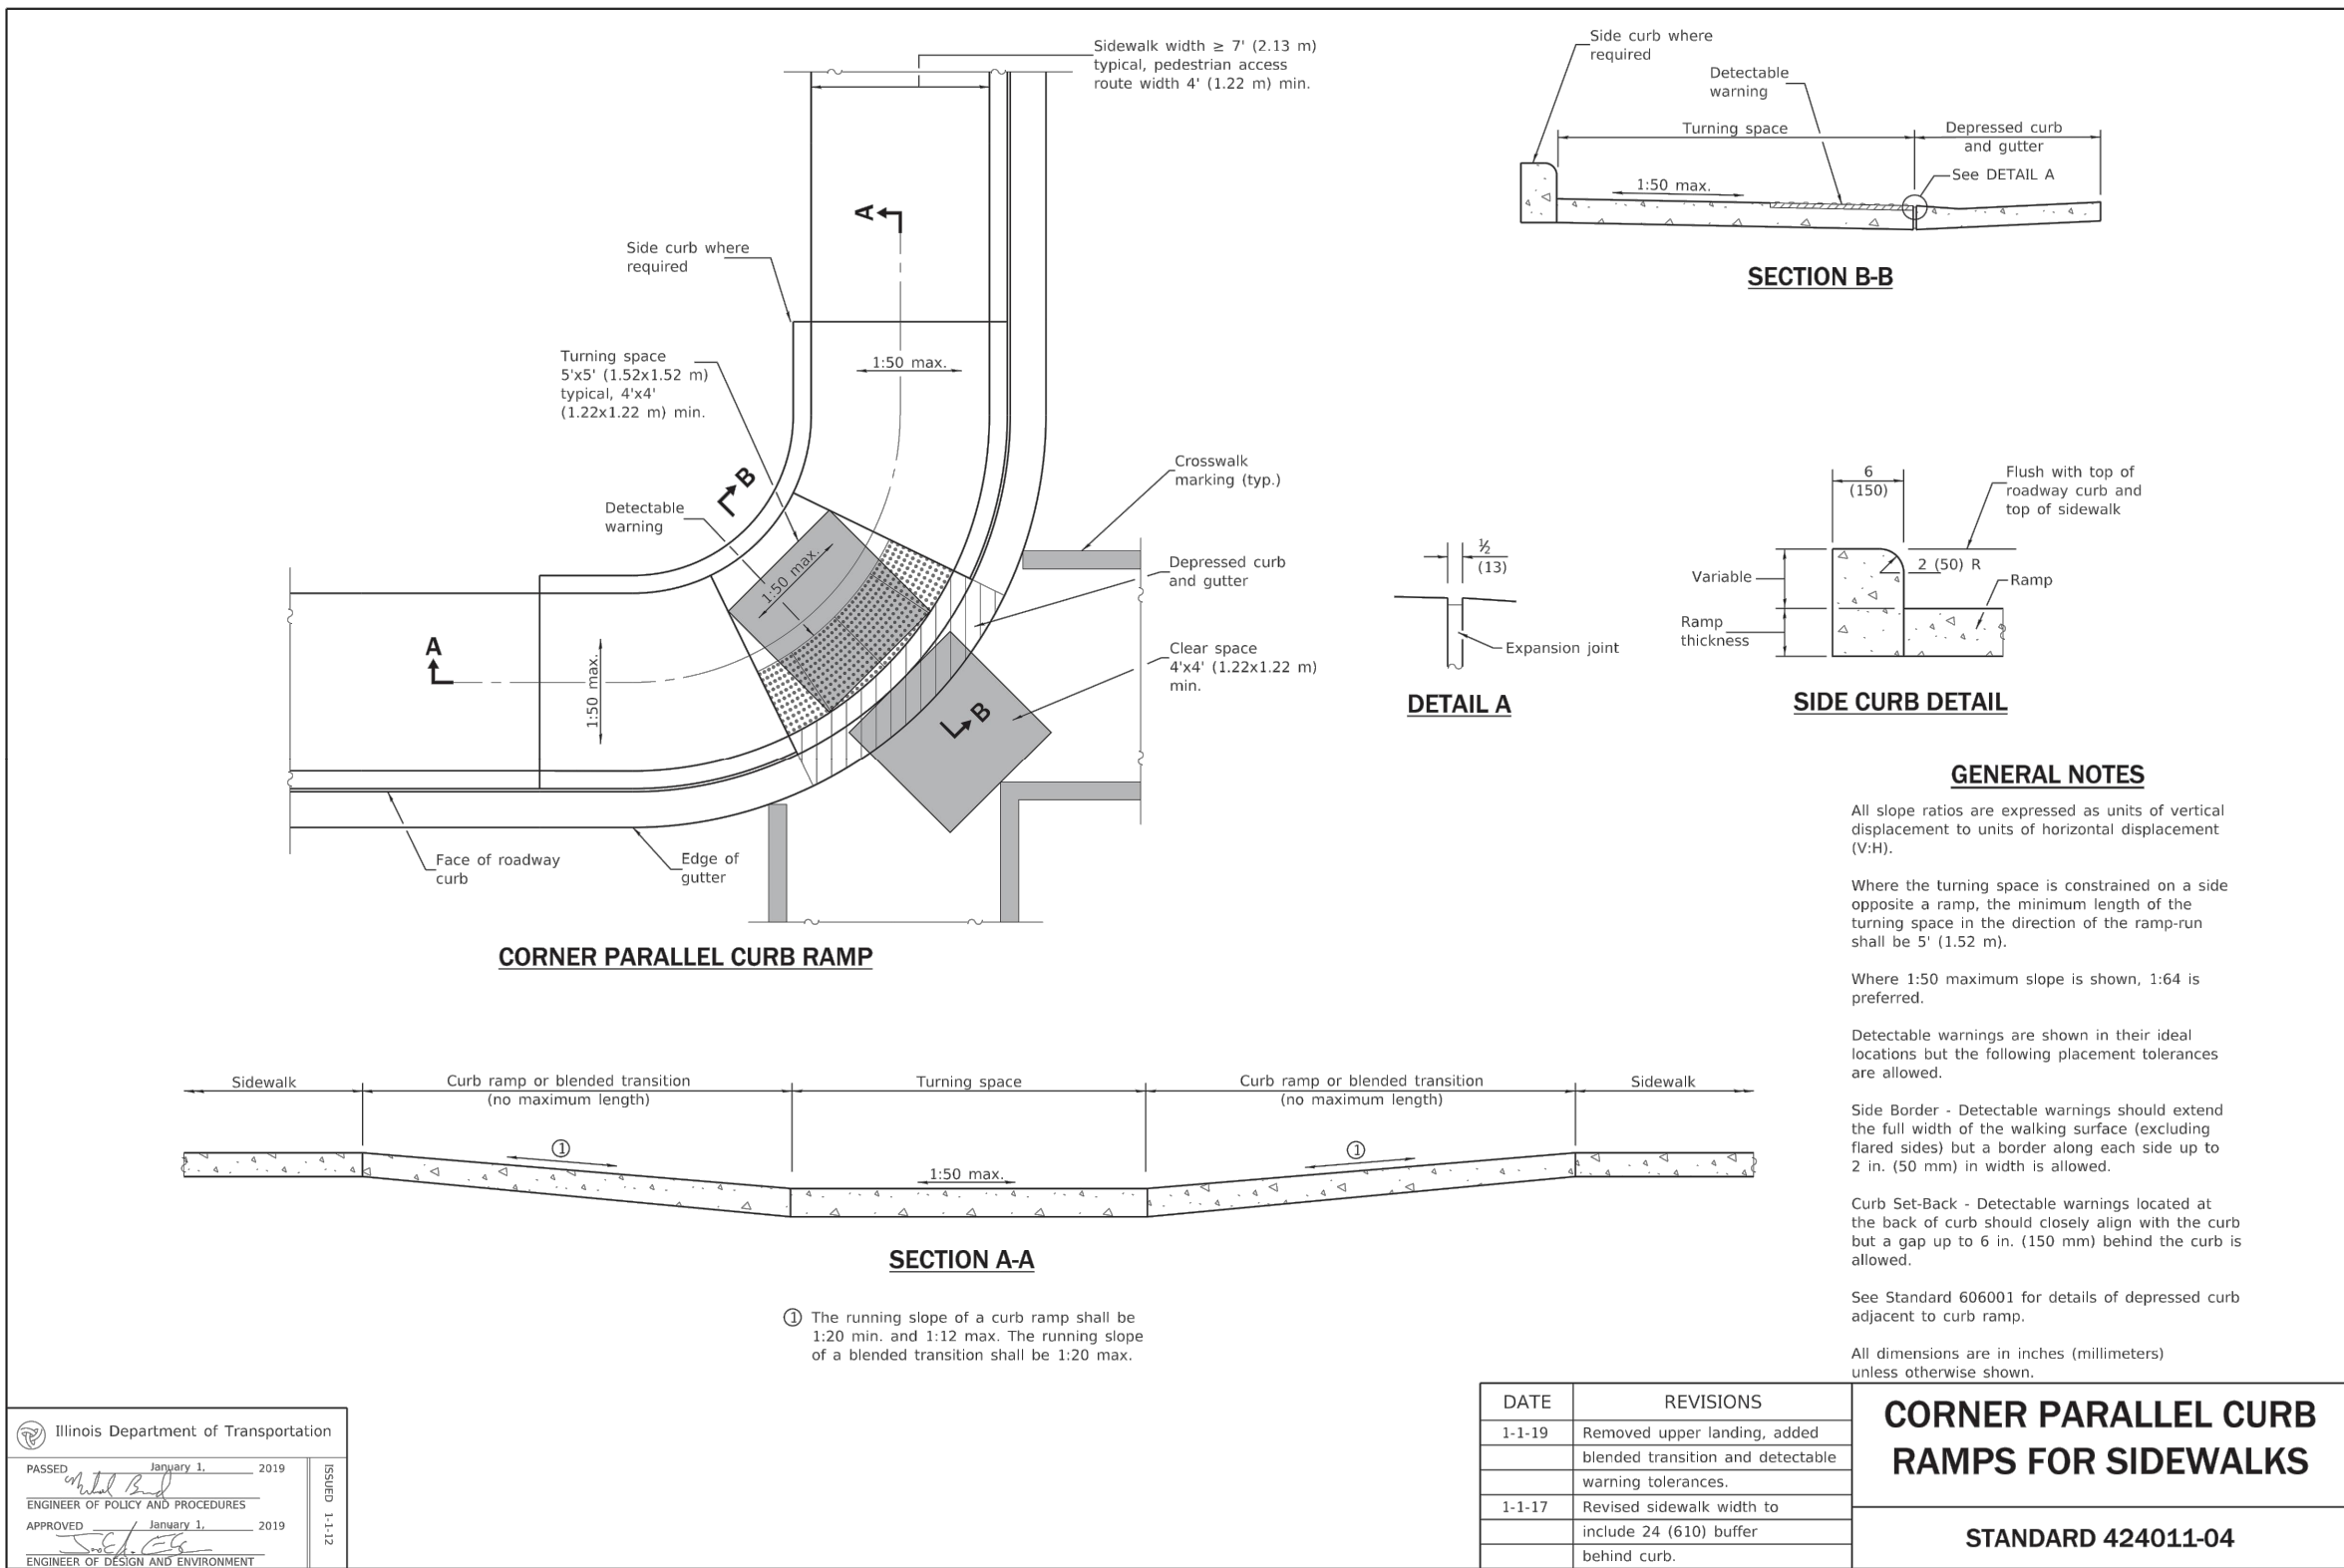 Sidewalk width ≥ 7' (2.13 m)
typical, pedestrian access
route width 4' (1.22 m) min.
A
Side curb where
required
Turning space
5'x5' (1.52x1.52 m)
typical, 4'x4'
(1.22x1.22 m) min.
1:50 max.
B
Detectable
warning
1:50 max.
Crosswalk
marking (typ.)
Depressed curb
and gutter
Clear space
4'x4' (1.22x1.22 m)
min.
A
1:50 max.
B
Face of roadway
curb
Edge of
gutter
CORNER PARALLEL CURB RAMP
Side curb where
required
Detectable
warning
Turning space
Depressed curb
and gutter
See DETAIL A
1:50 max.
SECTION B-B
½
(13)
Expansion joint
DETAIL A
6
(150)
Flush with top of
roadway curb and
top of sidewalk
Variable
2 (50) R
Ramp
Ramp
thickness
SIDE CURB DETAIL
GENERAL NOTES
All slope ratios are expressed as units of vertical
displacement to units of horizontal displacement
(V:H).
Where the turning space is constrained on a side
opposite a ramp, the minimum length of the
turning space in the direction of the ramp-run
shall be 5' (1.52 m).
Where 1:50 maximum slope is shown, 1:64 is
preferred.
Detectable warnings are shown in their ideal
locations but the following placement tolerances
are allowed.
Side Border - Detectable warnings should extend
the full width of the walking surface (excluding
flared sides) but a border along each side up to
2 in. (50 mm) in width is allowed.
Curb Set-Back - Detectable warnings located at
the back of curb should closely align with the curb
but a gap up to 6 in. (150 mm) behind the curb is
allowed.
See Standard 606001 for details of depressed curb
adjacent to curb ramp.
All dimensions are in inches (millimeters)
unless otherwise shown.
Sidewalk
Curb ramp or blended transition
(no maximum length)
Turning space
Curb ramp or blended transition
(no maximum length)
Sidewalk
①
1:50 max.
①
SECTION A-A
① The running slope of a curb ramp shall be
1:20 min. and 1:12 max. The running slope
of a blended transition shall be 1:20 max.
Illinois Department of Transportation
PASSED January 1, 2019
ENGINEER OF POLICY AND PROCEDURES
APPROVED January 1, 2019
ENGINEER OF DESIGN AND ENVIRONMENT
ISSUED 1-1-12
DATE REVISIONS
1-1-19 Removed upper landing, added
blended transition and detectable
warning tolerances.
1-1-17 Revised sidewalk width to
include 24 (610) buffer
behind curb.
CORNER PARALLEL CURB
RAMPS FOR SIDEWALKS
STANDARD 424011-04